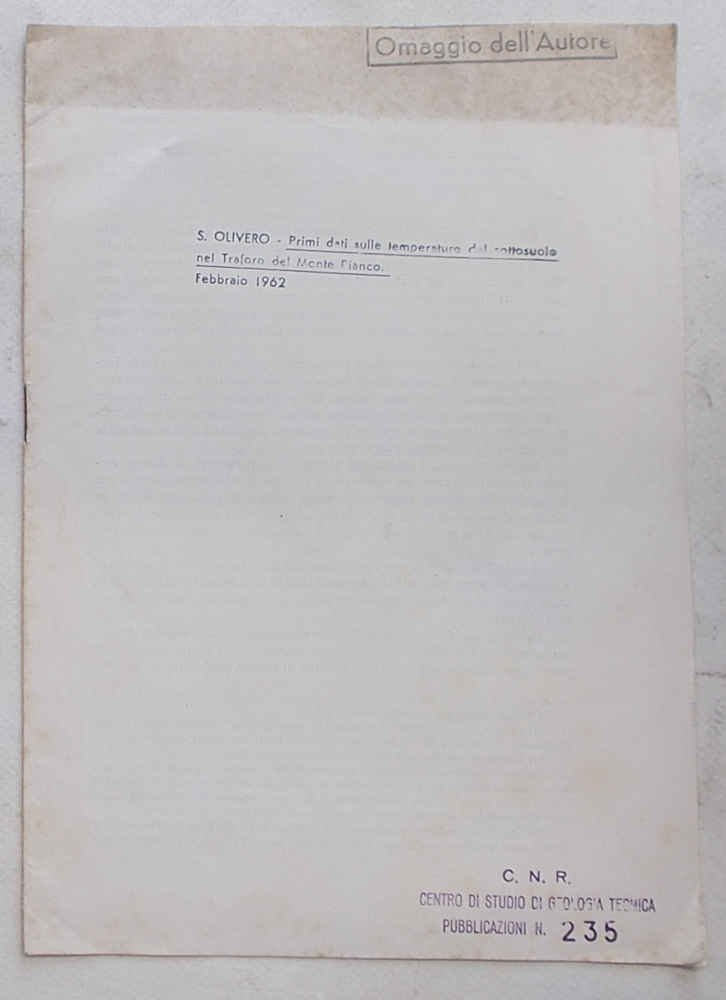 Omaggio dell'Autore
S. OLIVERO - Primi dati sulle temperature del sottosuolo
nel Traforo del Monte Bianco.
Febbraio 1962
C. N. R.
CENTRO DI STUDIO DI GEOLOGIA TECNICA
PUBBLICAZIONI N. 235